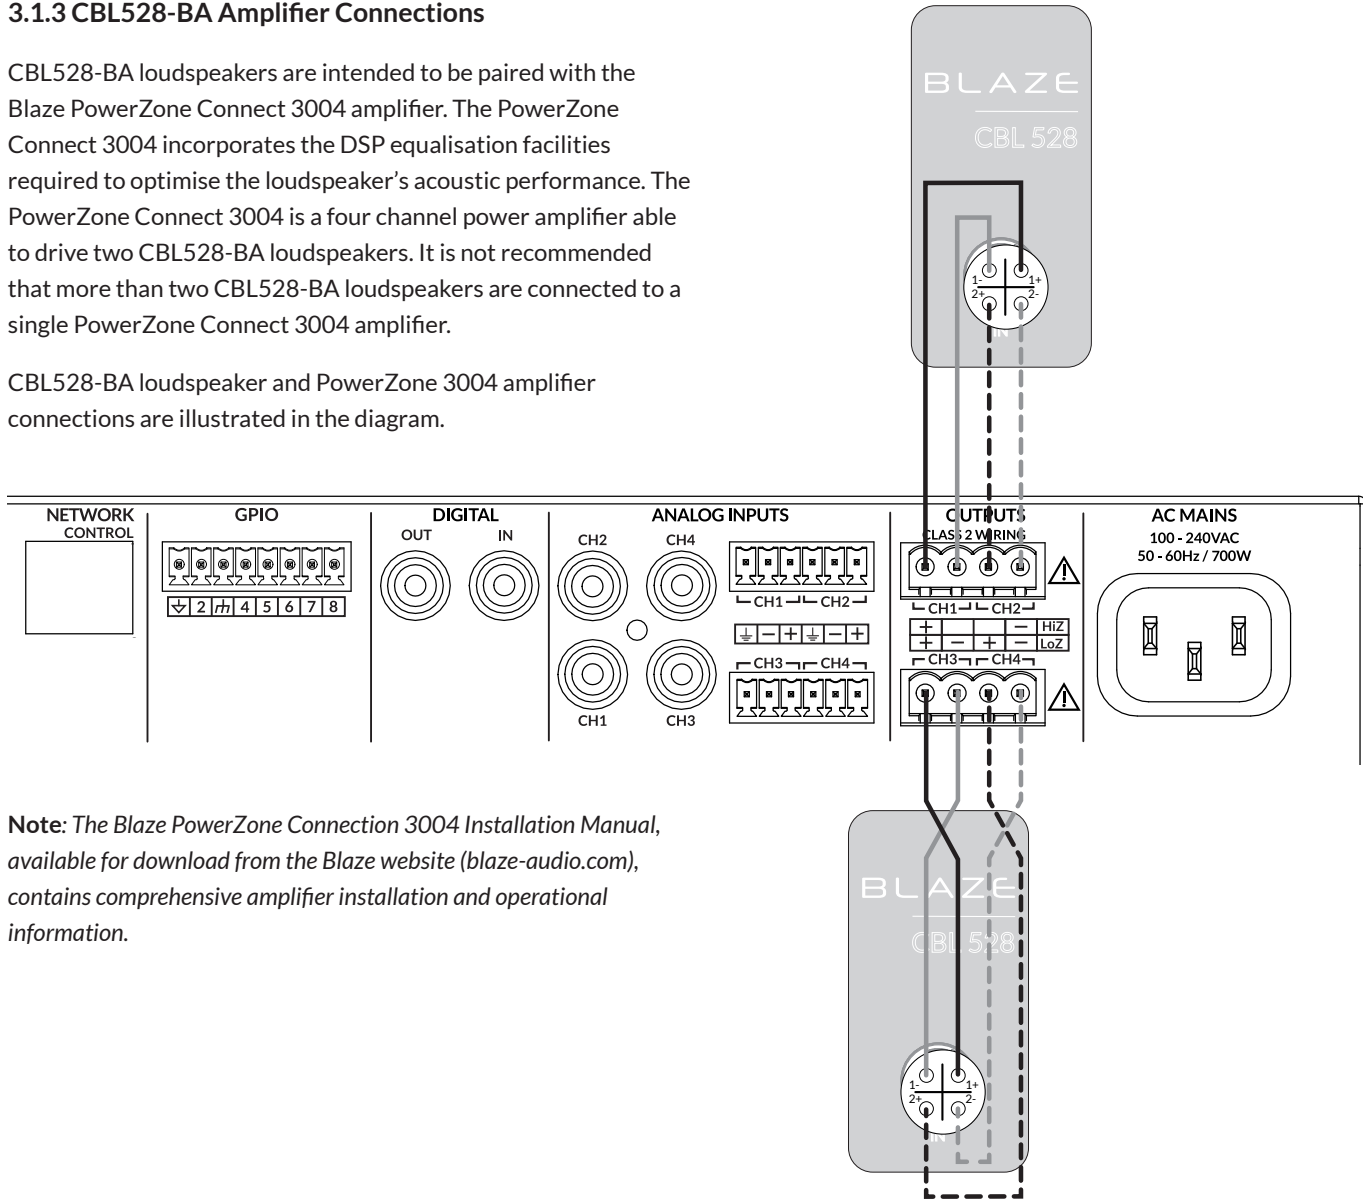 3.1.3 CBL528-BA Amplifier Connections
CBL528-BA loudspeakers are intended to be paired with the
Blaze PowerZone Connect 3004 amplifier. The PowerZone
Connect 3004 incorporates the DSP equalisation facilities
required to optimise the loudspeaker's acoustic performance. The
PowerZone Connect 3004 is a four channel power amplifier able
to drive two CBL528-BA loudspeakers. It is not recommended
that more than two CBL528-BA loudspeakers are connected to a
single PowerZone Connect 3004 amplifier.
CBL528-BA loudspeaker and PowerZone 3004 amplifier
connections are illustrated in the diagram.
BLAZE
CBL 528
1- 1+
2+ 2-
IN
NETWORK
CONTROL
GPIO
2 4 5 6 7 8
DIGITAL
OUT IN
ANALOG INPUTS
CH2 CH4
CH1 CH2
- + - +
CH3 CH4
CH1 CH3
OUTPUTS
CLASS 2 WIRING
CH1 CH2
+ - HiZ
+ - + - LoZ
CH3 CH4
AC MAINS
100 - 240VAC
50 - 60Hz / 700W
Note: The Blaze PowerZone Connection 3004 Installation Manual,
available for download from the Blaze website (blaze-audio.com),
contains comprehensive amplifier installation and operational
information.
BLAZE
CBL 528
1- 1+
2+ 2-
IN